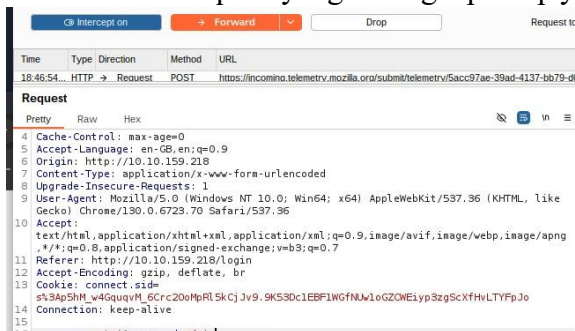 Intercept on
Forward
Drop
Request to
Time Type Direction Method URL
18:46:54... HTTP → Request POST https://incoming.telemetry.mozilla.org/submit/telemetry/5acc97ae-39ad-4137-bb79-d
Request
Pretty Raw Hex
\n
4 Cache-Control: max-age=0
5 Accept-Language: en-GB,en;q=0.9
6 Origin: http://10.10.159.218
7 Content-Type: application/x-www-form-urlencoded
8 Upgrade-Insecure-Requests: 1
9 User-Agent: Mozilla/5.0 (Windows NT 10.0; Win64; x64) AppleWebKit/537.36 (KHTML, like
Gecko) Chrome/130.0.6723.70 Safari/537.36
10 Accept:
text/html,application/xhtml+xml,application/xml;q=0.9,image/avif,image/webp,image/apng
,*/*;q=0.8,application/signed-exchange;v=b3;q=0.7
11 Referer: http://10.10.159.218/login
12 Accept-Encoding: gzip, deflate, br
13 Cookie: connect.sid=
s%3Ap5hM_w4GquqvM_6Crc20oMpRl5kCjJv9.9K53Dc1EBF1WGfNUw1oGZCWEiyp3zgScXfHvLTYFpJo
14 Connection: keep-alive
15